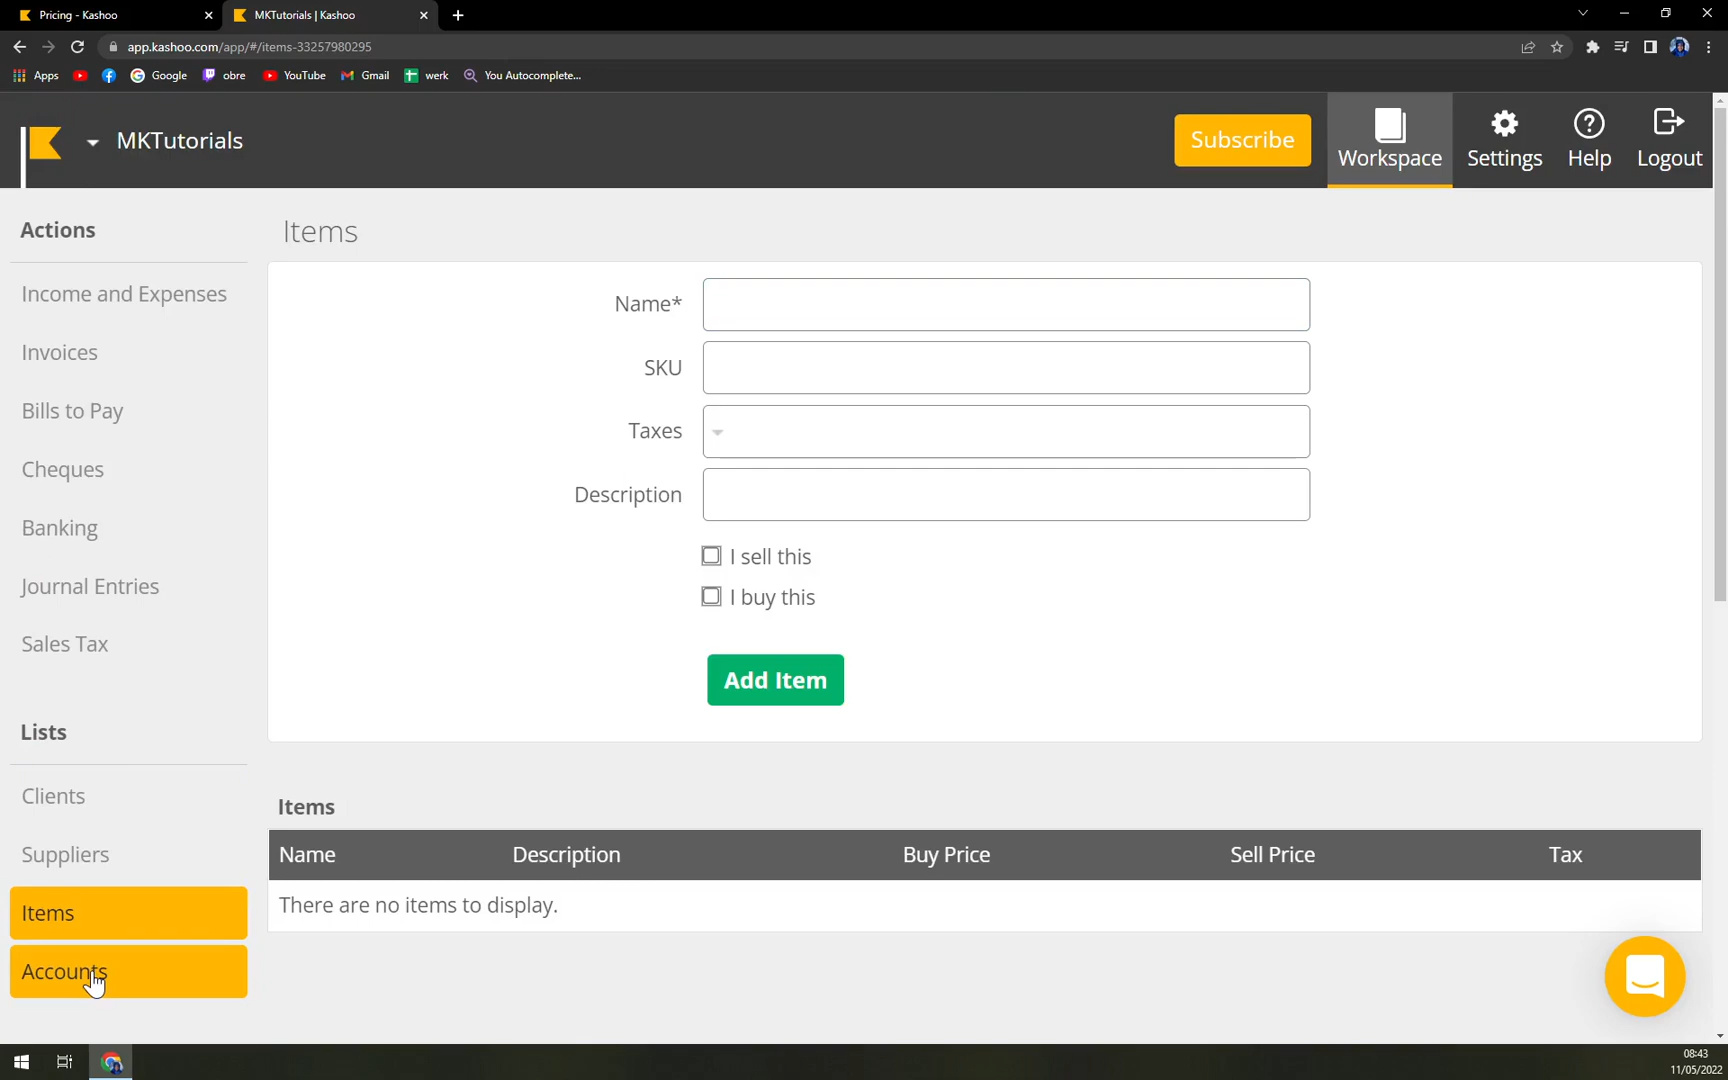 Pricing - Kashoo
MKTutorials | Kashoo
app.kashoo.com/app/#/items-33257980295
Apps
Google
obre
YouTube
Gmail
werk
You Autocomplete...
MKTutorials
Subscribe
Workspace
Settings
Help
Logout
Actions
Income and Expenses
Invoices
Bills to Pay
Cheques
Banking
Journal Entries
Sales Tax
Lists
Clients
Suppliers
Items
Accounts
Items
Name*
SKU
Taxes
Description
I sell this
I buy this
Add Item
Items
Name Description Buy Price Sell Price Tax
There are no items to display.
08:43
11/05/2022